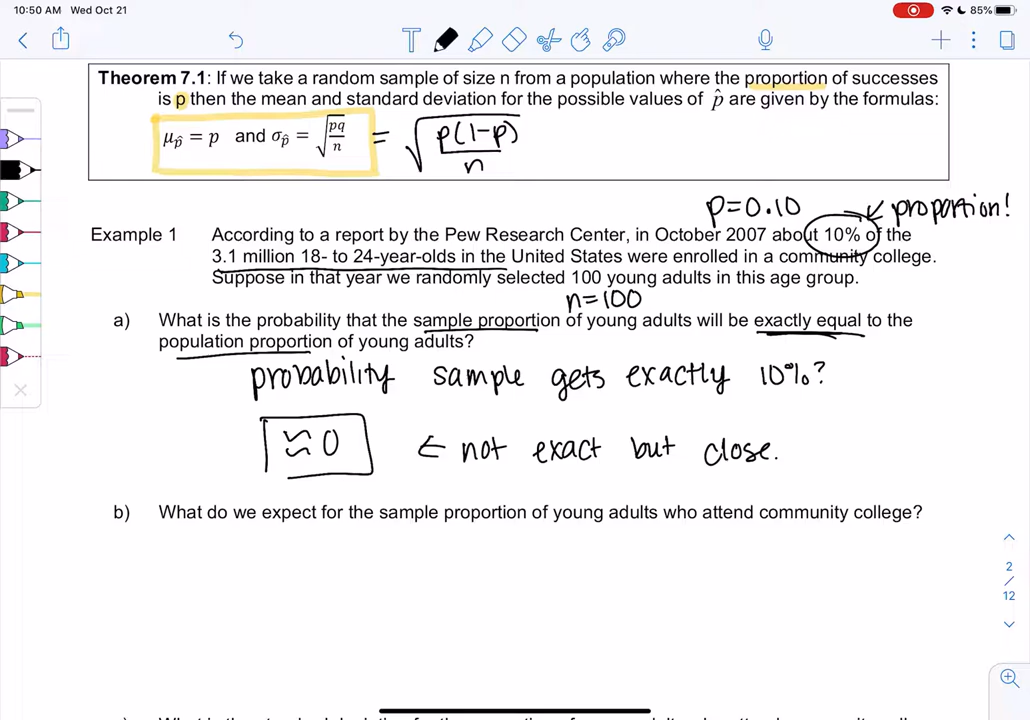 10:50 AM Wed Oct 21 85%
Theorem 7.1: If we take a random sample of size n from a population where the proportion of successes
is p then the mean and standard deviation for the possible values of p̂ are given by the formulas:
μ_p̂ = p and σ_p̂ = √(pq/n) = √(p(1-p)/n)
p=0.10 ← proportion!
Example 1 According to a report by the Pew Research Center, in October 2007 about 10% of the
3.1 million 18- to 24-year-olds in the United States were enrolled in a community college.
Suppose in that year we randomly selected 100 young adults in this age group.
n=100
a) What is the probability that the sample proportion of young adults will be exactly equal to the
population proportion of young adults?
probability sample gets exactly 10%?
≈ 0 ← not exact but close.
b) What do we expect for the sample proportion of young adults who attend community college?
2
/
12